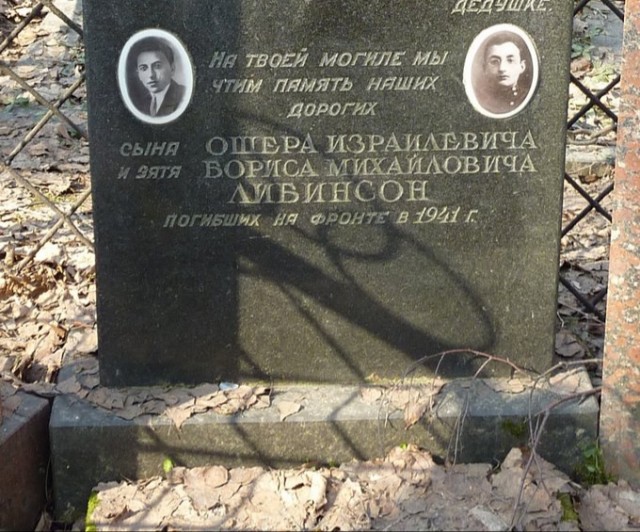 ДЕДУШКЕ.
НА ТВОЕЙ МОГИЛЕ МЫ
ЧТИМ ПАМЯТЬ НАШИХ
ДОРОГИХ
СЫНА ОШЕРА ИЗРАИЛЕВИЧА
И ЗЯТЯ БОРИСА МИХАЙЛОВИЧА
ЛИБИНСОН
ПОГИБШИХ НА ФРОНТЕ В 1941 Г.